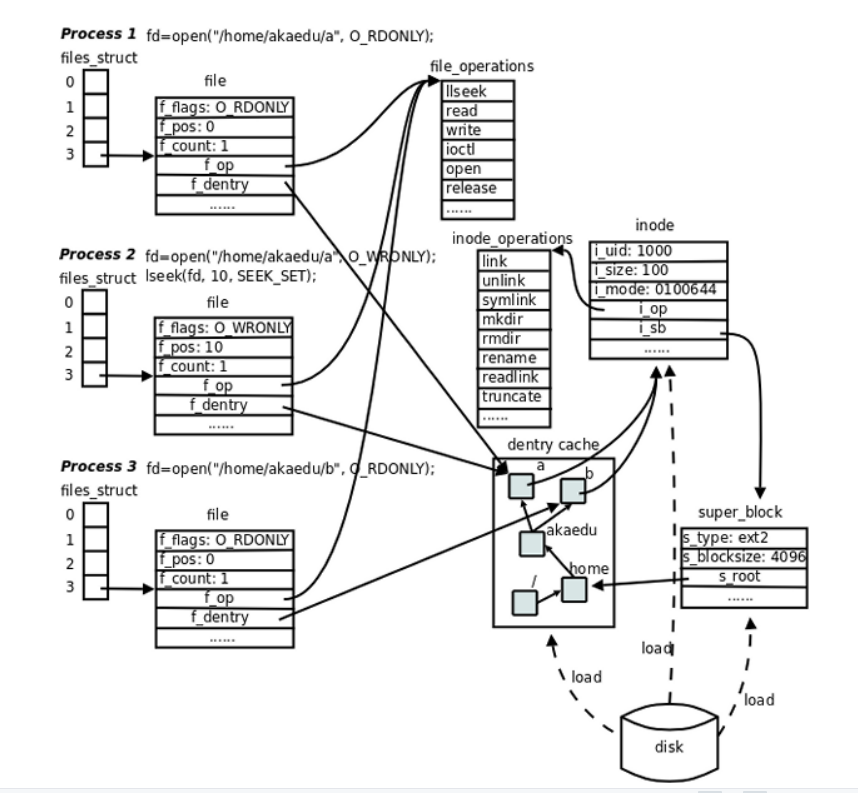 Process 1 fd=open("/home/akaedu/a", O_RDONLY);
files_struct
0
1
2
3
file
f_flags: O_RDONLY
f_pos: 0
f_count: 1
f_op
f_dentry
......
file_operations
llseek
read
write
ioctl
open
release
......
Process 2 fd=open("/home/akaedu/a", O_WRONLY);
lseek(fd, 10, SEEK_SET);
files_struct
0
1
2
3
file
f_flags: O_WRONLY
f_pos: 10
f_count: 1
f_op
f_dentry
......
inode_operations
link
unlink
symlink
mkdir
rmdir
rename
readlink
truncate
......
inode
i_uid: 1000
i_size: 100
i_mode: 0100644
i_op
i_sb
......
Process 3 fd=open("/home/akaedu/b", O_RDONLY);
files_struct
0
1
2
3
file
f_flags: O_RDONLY
f_pos: 0
f_count: 1
f_op
f_dentry
......
dentry cache
a
b
akaedu
home
/
super_block
s_type: ext2
s_blocksize: 4096
s_root
......
load
load
load
disk